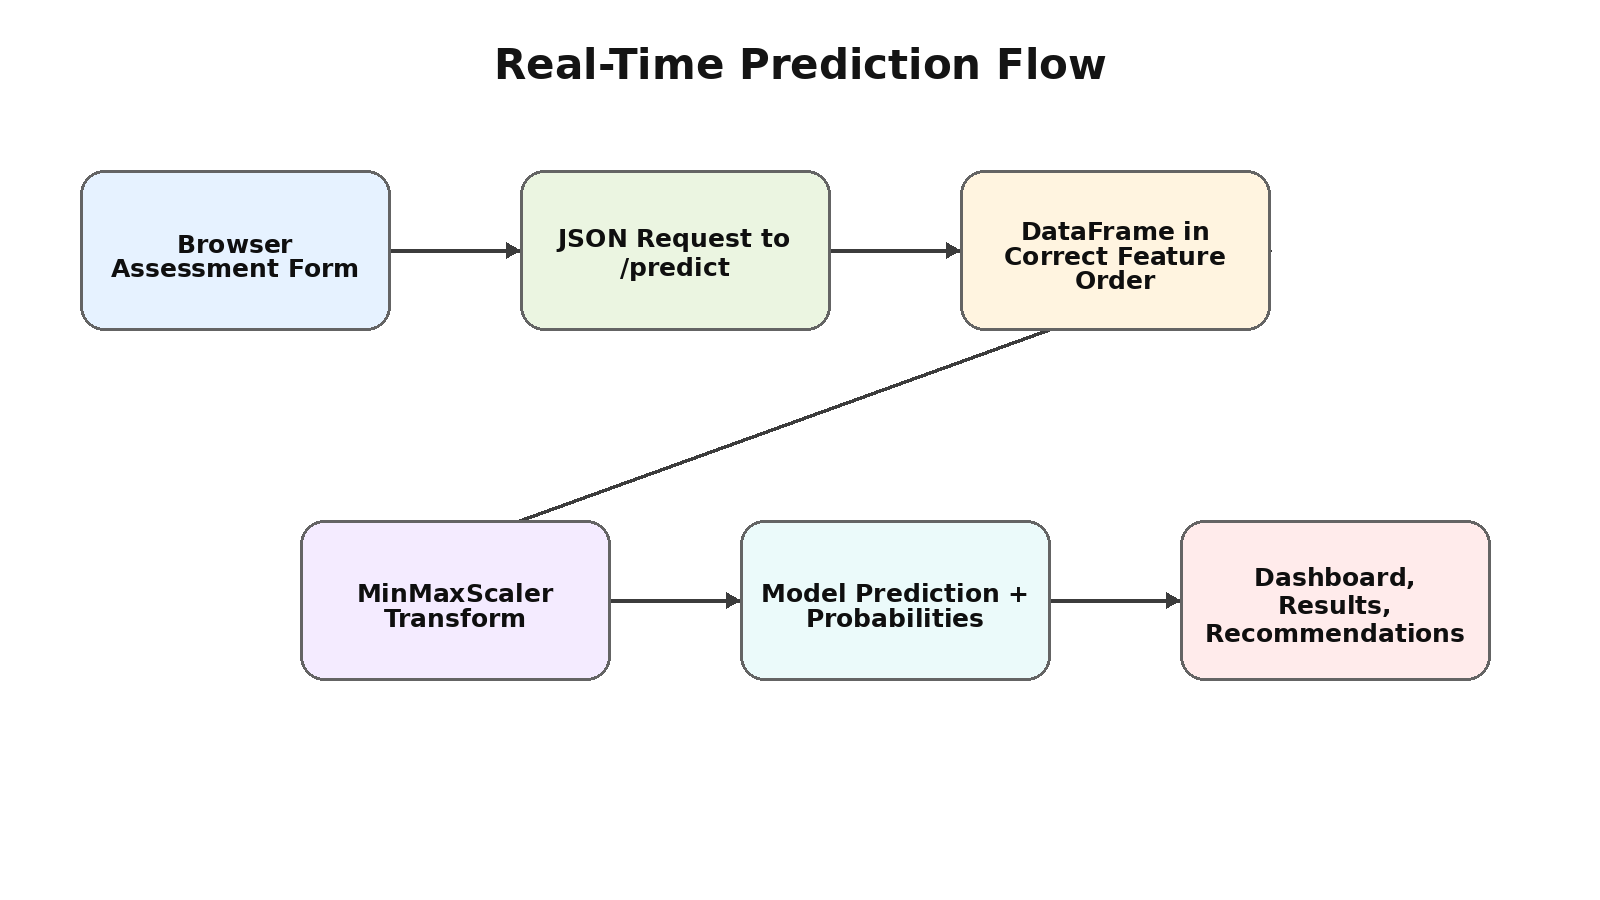 Real-Time Prediction Flow
Browser
Assessment Form
JSON Request to
/predict
DataFrame in
Correct Feature
Order
MinMaxScaler
Transform
Model Prediction +
Probabilities
Dashboard,
Results,
Recommendations